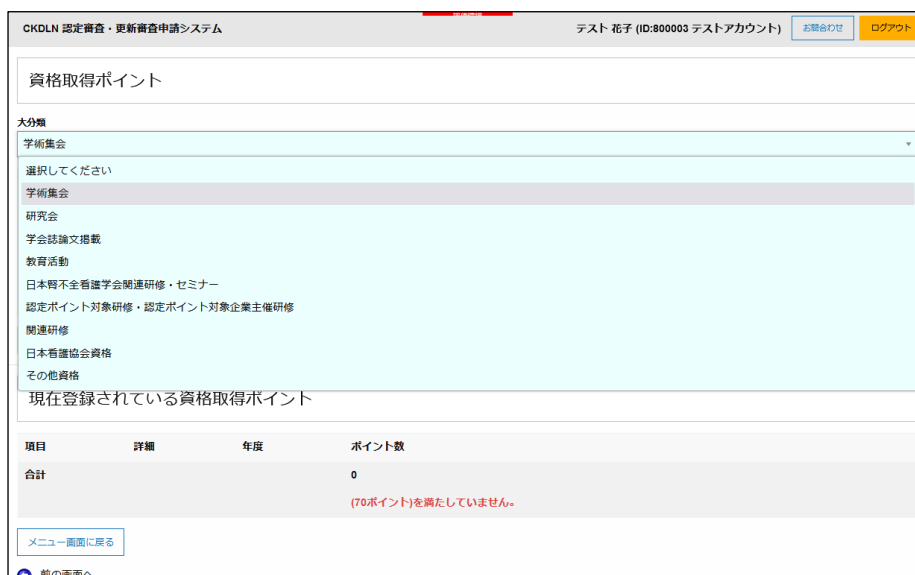 CKDLN 認定審査・更新審査申請システム
テスト 花子 (ID:800003 テストアカウント)
お問合わせ
ログアウト
資格取得ポイント
大分類
学術集会
選択してください
学術集会
研究会
学会誌論文掲載
教育活動
日本腎不全看護学会関連研修・セミナー
認定ポイント対象研修・認定ポイント対象企業主催研修
関連研修
日本看護協会資格
その他資格
現在登録されている資格取得ポイント
項目 詳細 年度 ポイント数
合計 0
(70ポイント)を満たしていません。
メニュー画面に戻る
前の画面へ